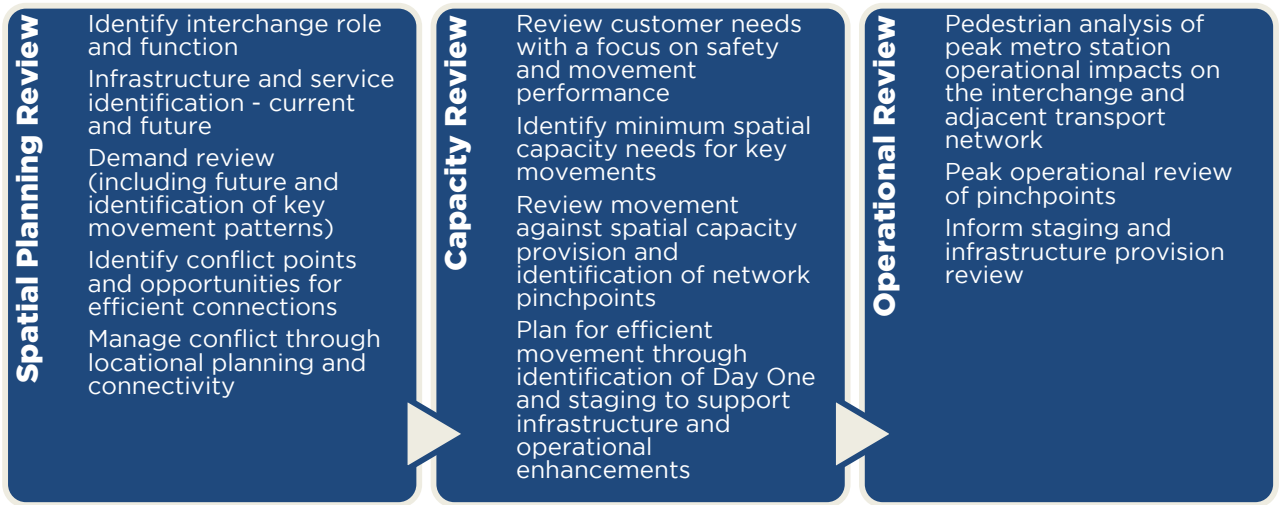 Spatial Planning Review
Identify interchange role
and function
Infrastructure and service
identification - current
and future
Demand review
(including future and
identification of key
movement patterns)
Identify conflict points
and opportunities for
efficient connections
Manage conflict through
locational planning and
connectivity
Capacity Review
Review customer needs
with a focus on safety
and movement
performance
Identify minimum spatial
capacity needs for key
movements
Review movement
against spatial capacity
provision and
identification of network
pinchpoints
Plan for efficient
movement through
identification of Day One
and staging to support
infrastructure and
operational
enhancements
Operational Review
Pedestrian analysis of
peak metro station
operational impacts on
the interchange and
adjacent transport
network
Peak operational review
of pinchpoints
Inform staging and
infrastructure provision
review